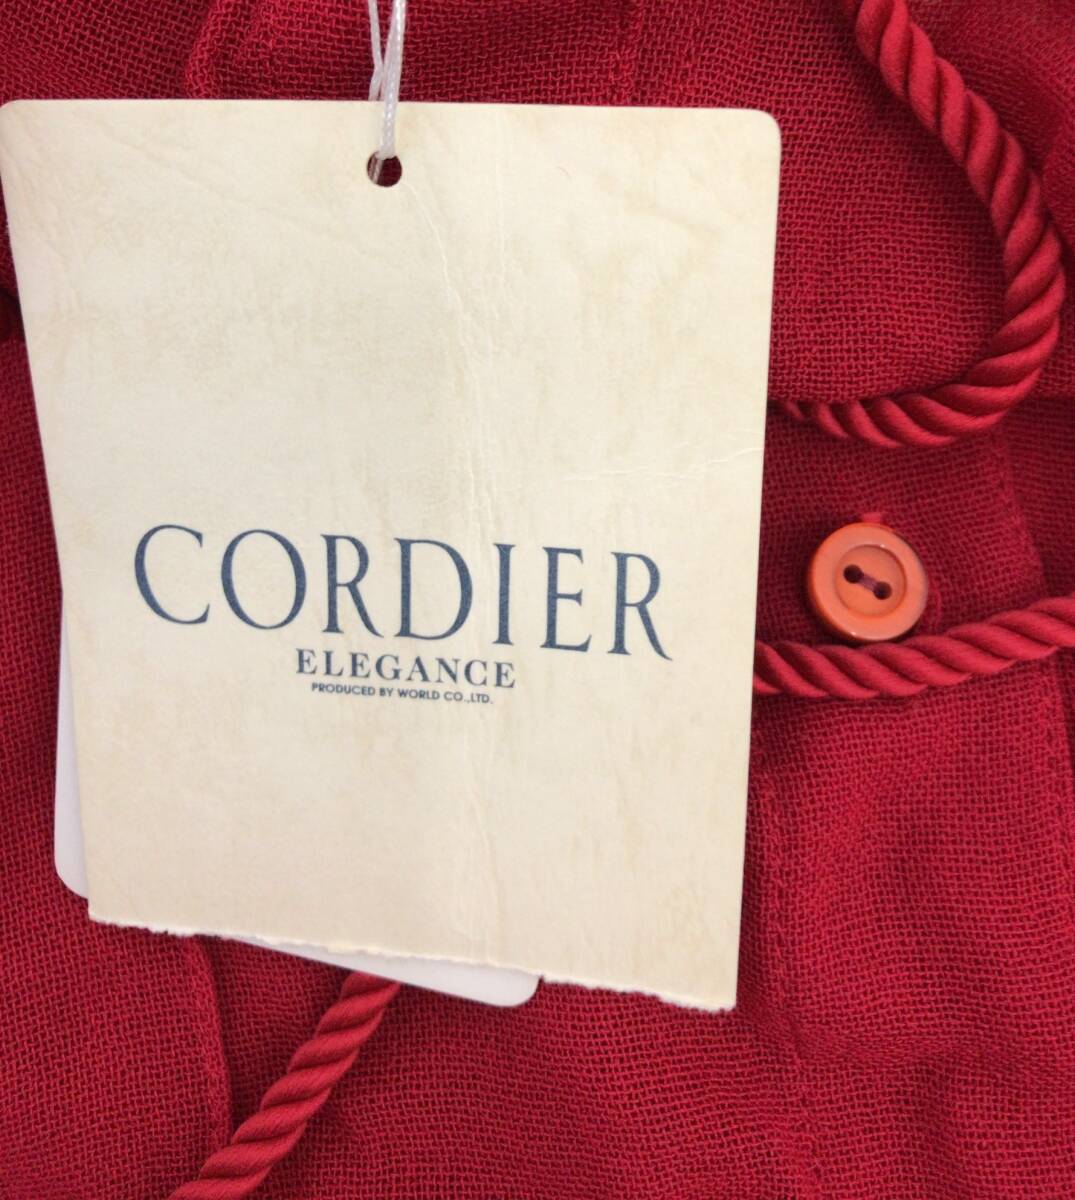 CORDIER
ELEGANCE
PRODUCED BY WORLD CO.,LTD.